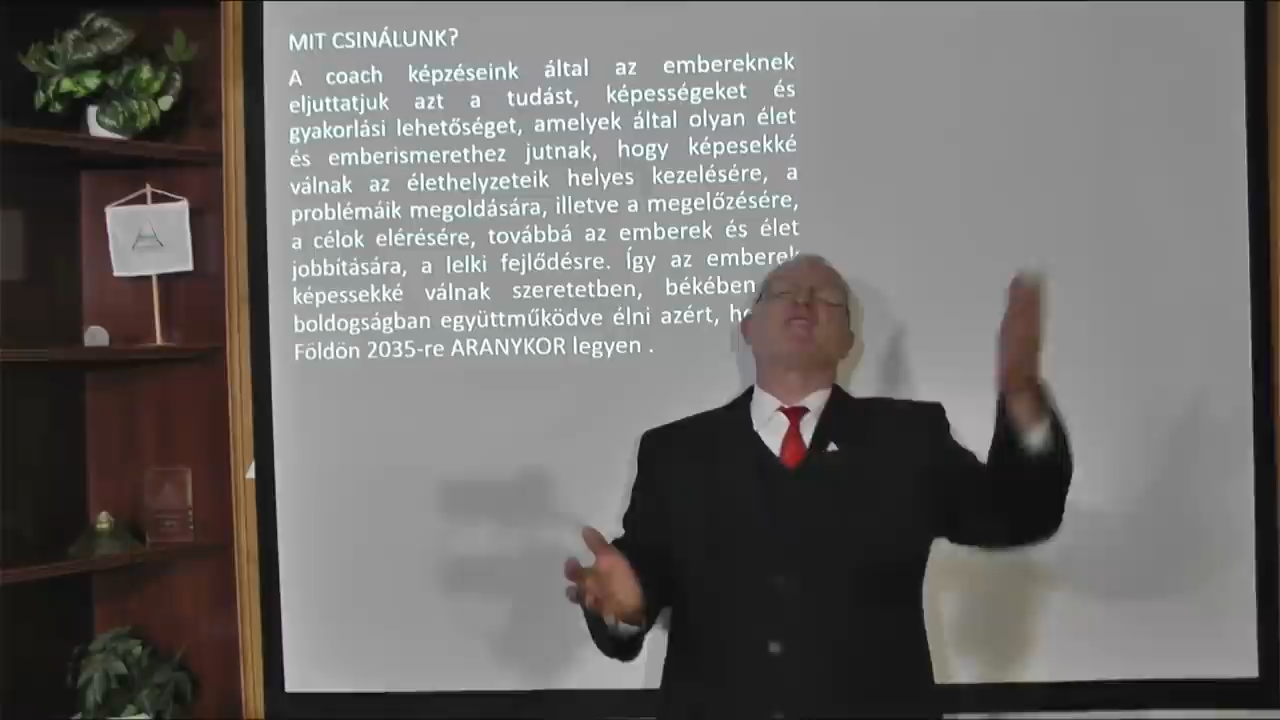 MIT CSINÁLUNK?
A coach képzéseink által az embereknek
eljuttatjuk azt a tudást, képességeket és
gyakorlási lehetőséget, amelyek által olyan élet
és emberismerethez jutnak, hogy képesekké
válnak az élethelyzeteik helyes kezelésére, a
problémáik megoldására, illetve a megelőzésére,
a célok elérésére, továbbá az emberek és élet
jobbítására, a lelki fejlődésre. Így az emberek
képessekké válnak szeretetben, békében
boldogságban együttműködve élni azért,
Földön 2035-re ARANYKOR legyen .